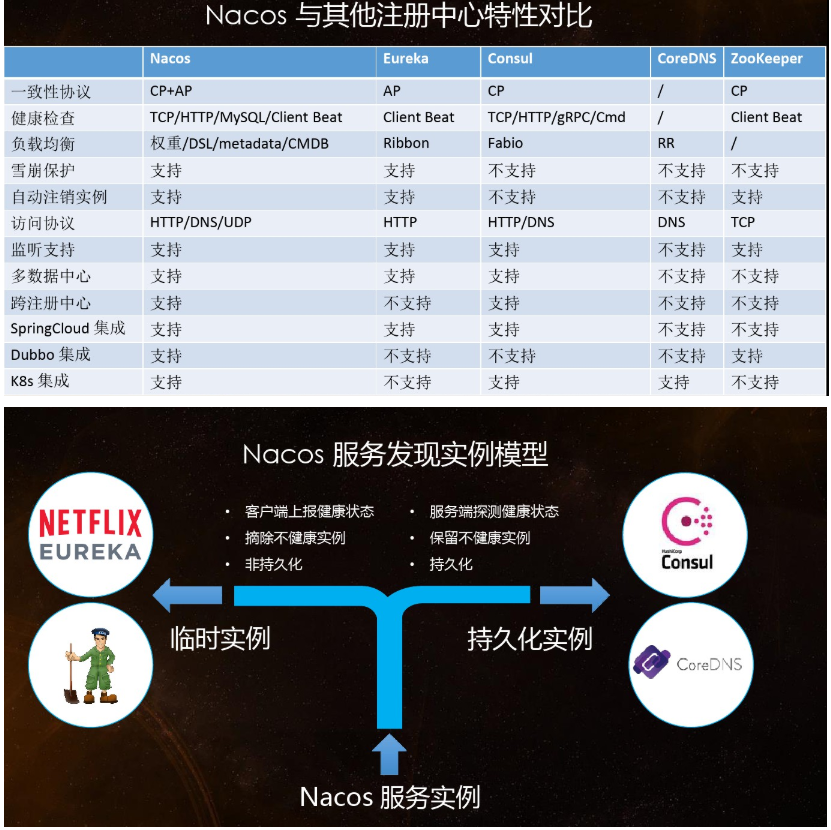 Nacos 与其他注册中心特性对比
Nacos Eureka Consul CoreDNS ZooKeeper
一致性协议 CP+AP AP CP / CP
健康检查 TCP/HTTP/MySQL/Client Beat Client Beat TCP/HTTP/gRPC/Cmd / Client Beat
负载均衡 权重/DSL/metadata/CMDB Ribbon Fabio RR /
雪崩保护 支持 支持 不支持 不支持 不支持
自动注销实例 支持 支持 不支持 不支持 支持
访问协议 HTTP/DNS/UDP HTTP HTTP/DNS DNS TCP
监听支持 支持 支持 支持 不支持 支持
多数据中心 支持 支持 支持 不支持 不支持
跨注册中心 支持 不支持 支持 不支持 不支持
SpringCloud 集成 支持 支持 支持 不支持 不支持
Dubbo 集成 支持 不支持 不支持 不支持 支持
K8s 集成 支持 不支持 支持 支持 不支持
Nacos 服务发现实例模型
NETFLIX
EUREKA
• 客户端上报健康状态
• 摘除不健康实例
• 非持久化
• 服务端探测健康状态
• 保留不健康实例
• 持久化
HashiCorp
Consul
临时实例
持久化实例
CoreDNS
Nacos 服务实例